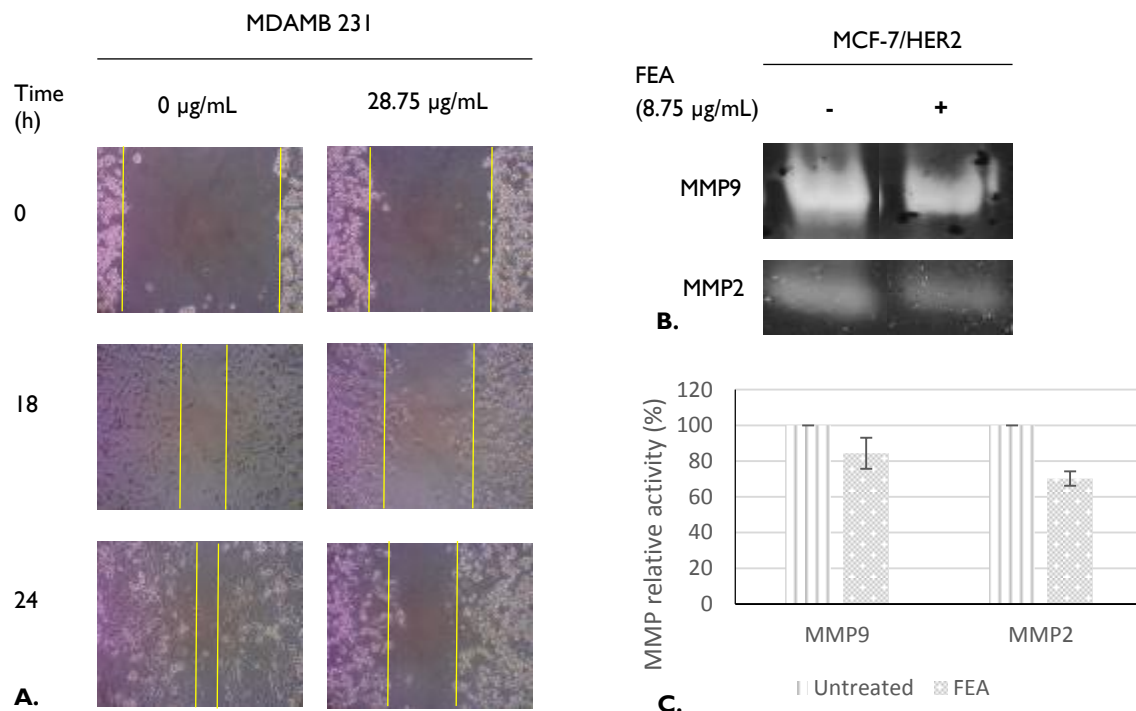 MDAMB 231
Time
(h)
0 µg/mL
28.75 µg/mL
0
18
24
A.
MCF-7/HER2
FEA
(8.75 µg/mL)
-
+
MMP9
MMP2
B.
MMP relative activity (%)
120
100
80
60
40
20
0
MMP9
MMP2
Untreated
FEA
C.